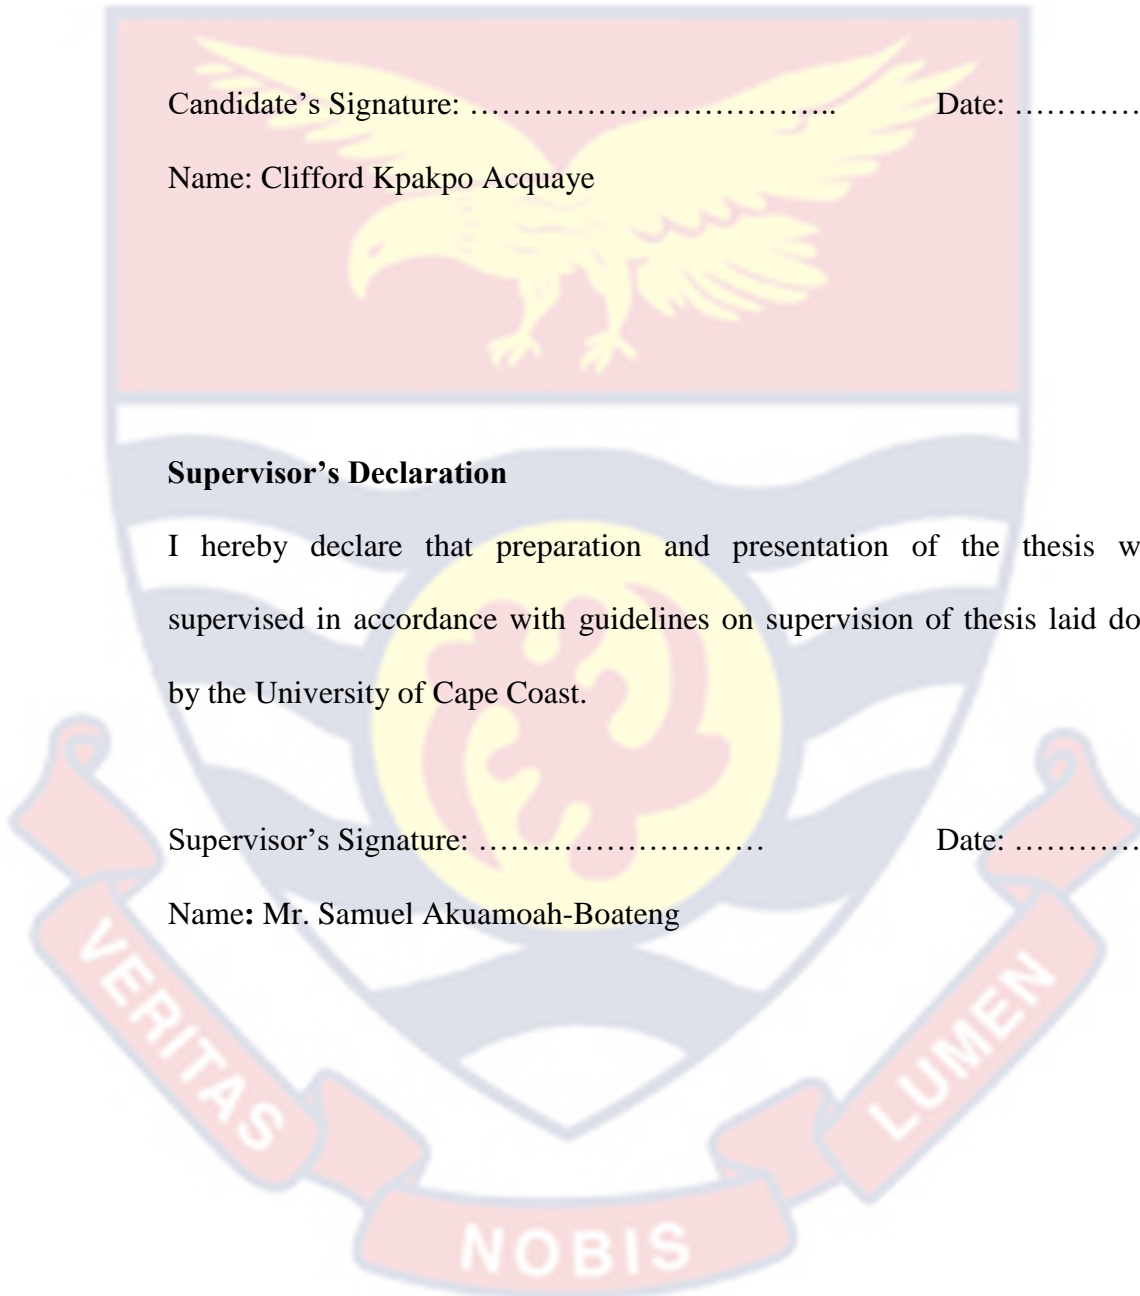 Candidate’s Signature: …………………………….. Date: …………
Name: Clifford Kpakpo Acquaye
Supervisor’s Declaration
I hereby declare that preparation and presentation of the thesis w
supervised in accordance with guidelines on supervision of thesis laid do
by the University of Cape Coast.
Supervisor’s Signature: ……………………… Date: …………
Name: Mr. Samuel Akuamoah-Boateng
VERITAS
NOBIS
LUMEN